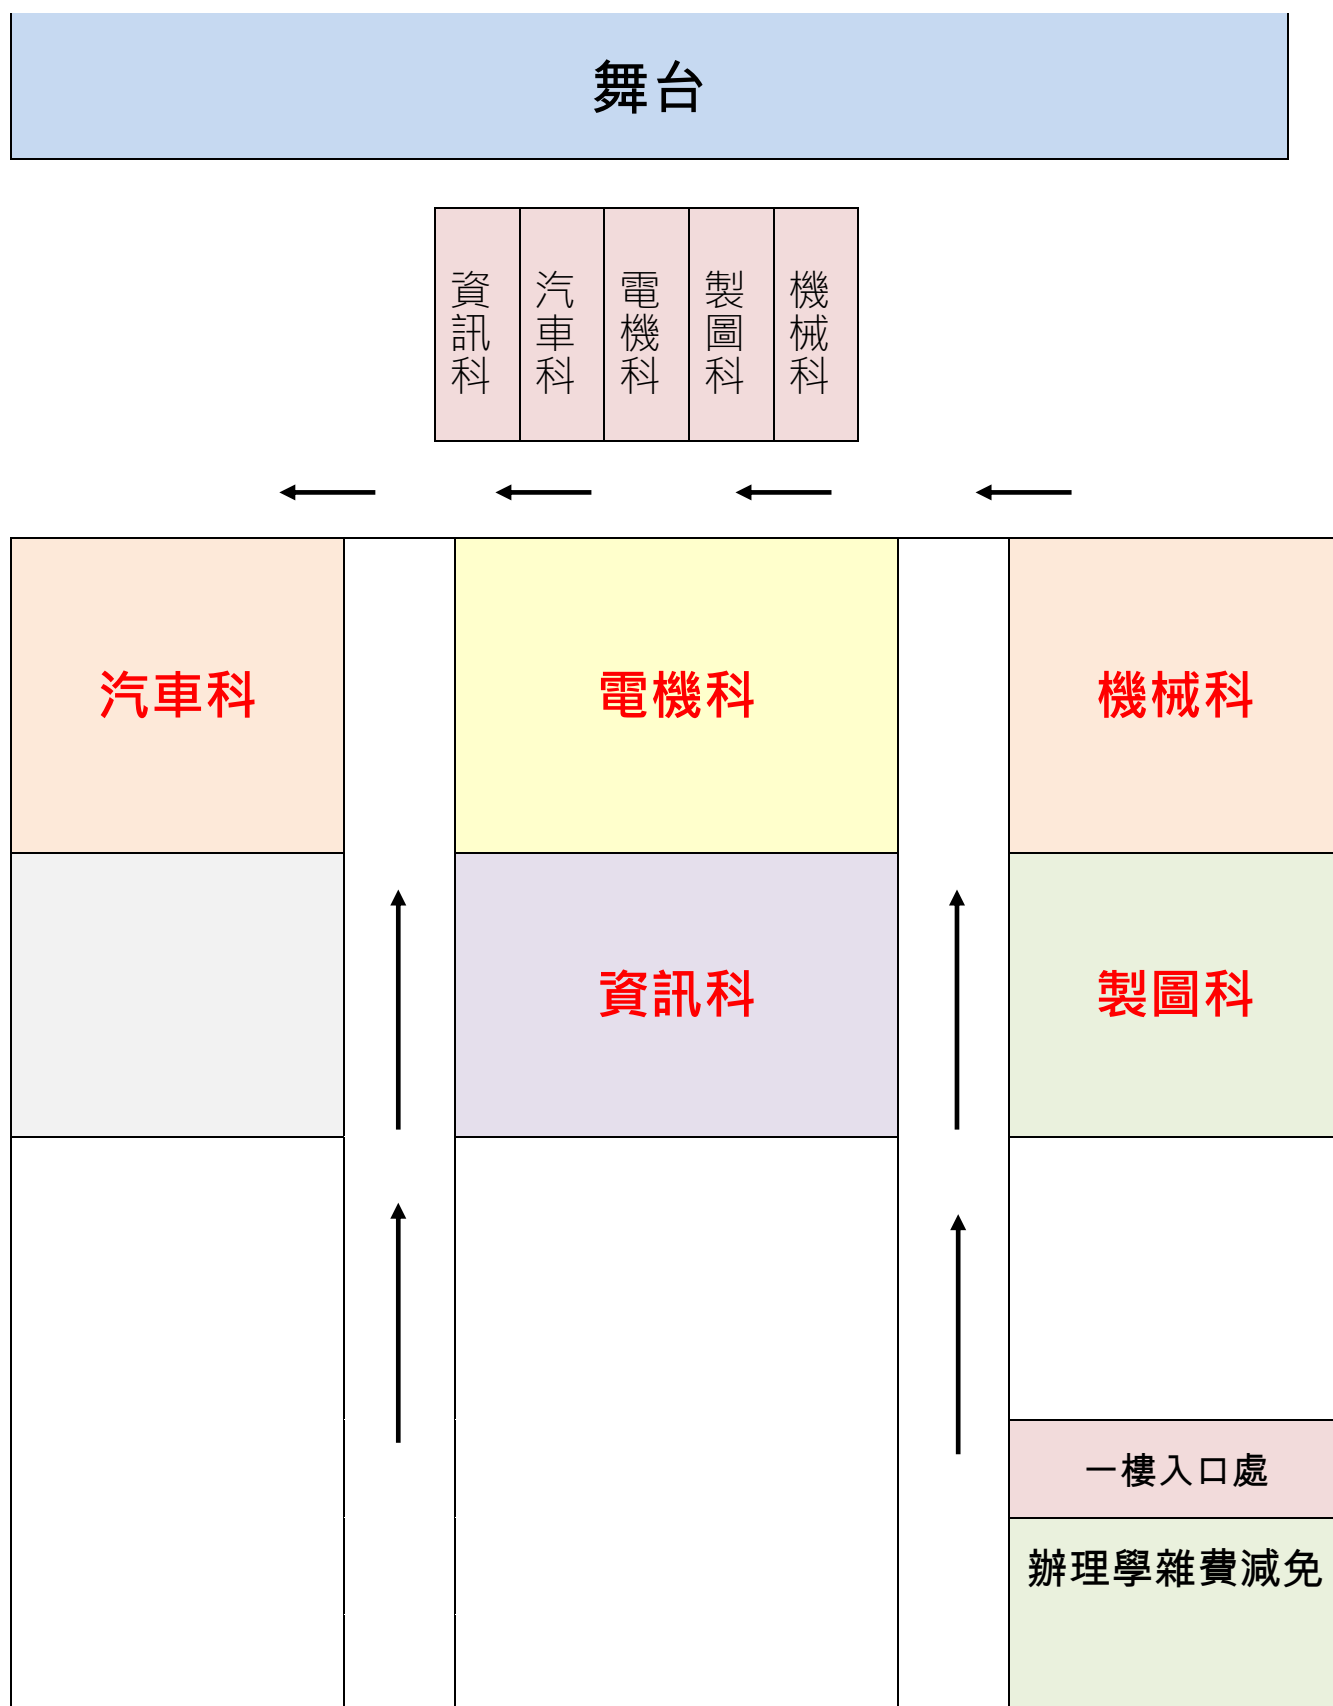 舞台
資訊科
汽車科
電機科
製圖科
機械科
汽車科
電機科
機械科
資訊科
製圖科
一樓入口處
辦理學雜費減免